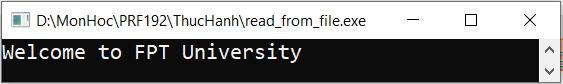 D:\MonHoc\PRF192\ThucHanh\read_from_file.exe
Welcome to FPT University